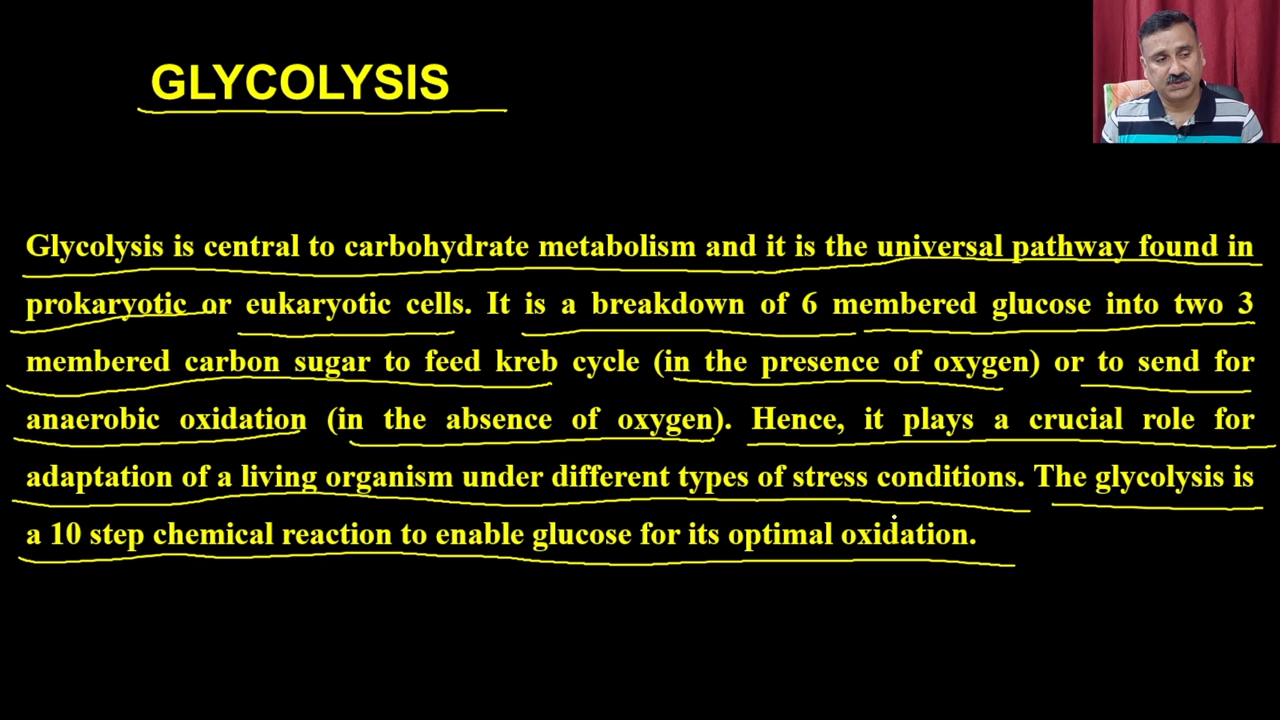 GLYCOLYSIS
Glycolysis is central to carbohydrate metabolism and it is the universal pathway found in
prokaryotic or eukaryotic cells. It is a breakdown of 6 membered glucose into two 3
membered carbon sugar to feed kreb cycle (in the presence of oxygen) or to send for
anaerobic oxidation (in the absence of oxygen). Hence, it plays a crucial role for
adaptation of a living organism under different types of stress conditions. The glycolysis is
a 10 step chemical reaction to enable glucose for its optimal oxidation.